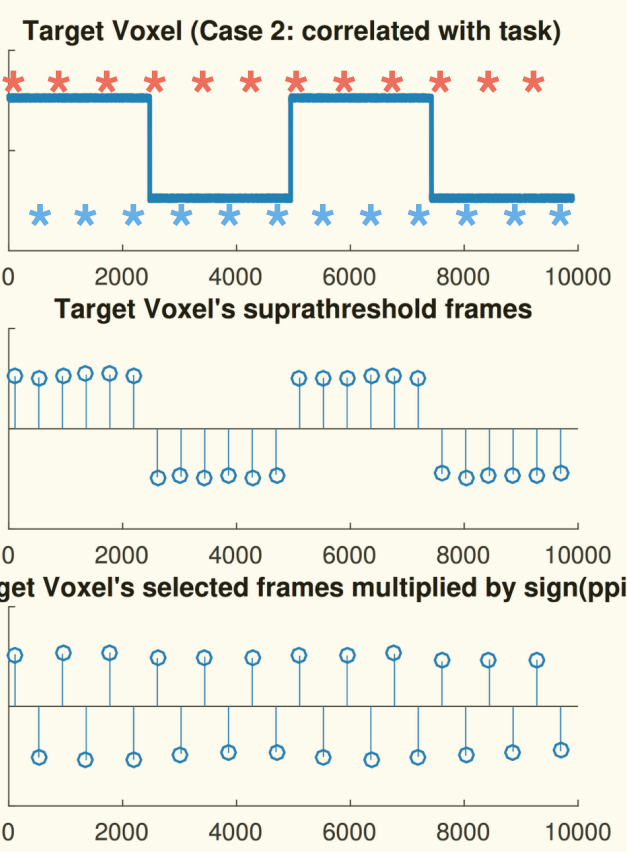 Target Voxel (Case 2: correlated with task)
0 2000 4000 6000 8000 10000
Target Voxel's suprathreshold frames
0 2000 4000 6000 8000 10000
get Voxel's selected frames multiplied by sign(ppi
0 2000 4000 6000 8000 10000